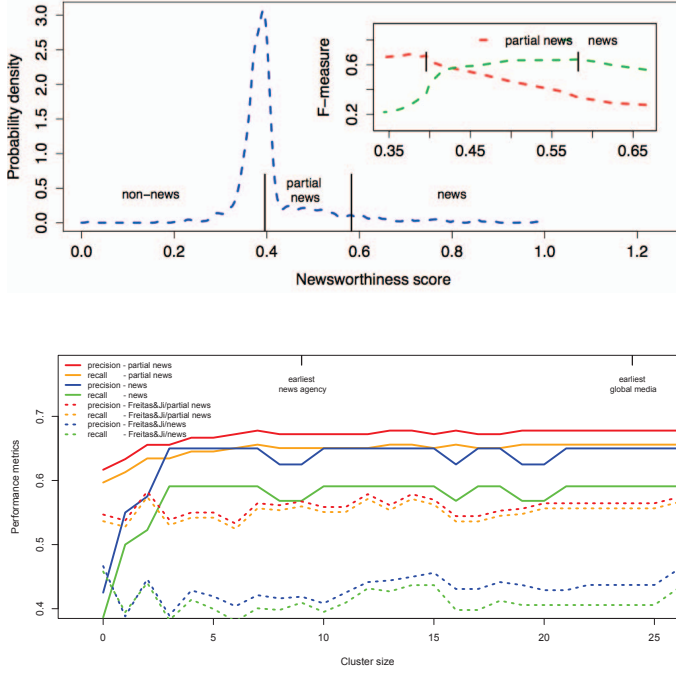 Probability density
0.0 0.5 1.0 1.5 2.0 2.5 3.0
non−news
partial
news
news
0.0 0.2 0.4 0.6 0.8 1.0 1.2
Newsworthiness score
F−measure
0.2 0.6
partial news news
0.35 0.45 0.55 0.65
precision - partial news
recall - partial news
precision - news
recall - news
precision - Freitas&Ji/partial news
recall - Freitas&Ji/partial news
precision - Freitas&Ji/news
recall - Freitas&Ji/news
earliest
news agency
earliest
global media
Performance metrics
0.4 0.5 0.6 0.7
0 5 10 15 20 25
Cluster size